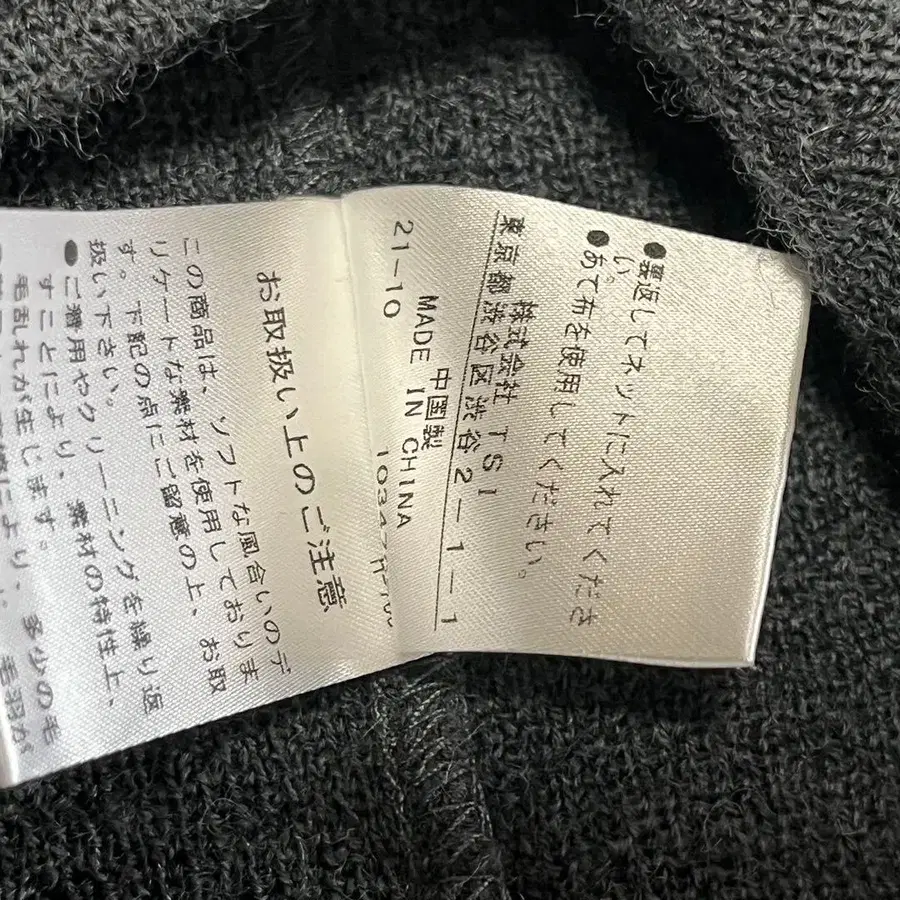 ●裏返してネットに入れてくださ
い。
●あて布を使用してください。
株式会社 TSI
東京都渋谷区渋谷2-1-1
中国製
MADE IN CHINA
21-10
お取扱い上のご注意
この商品は、ソフトな風合いのデ
リケートな素材を使用しておりま
す。下記の点にご留意の上、お取
扱い下さい。
●ご着用やクリーニングを繰り返
すことにより、素材の特性上、
多少の毛
毛乱れが生じます。